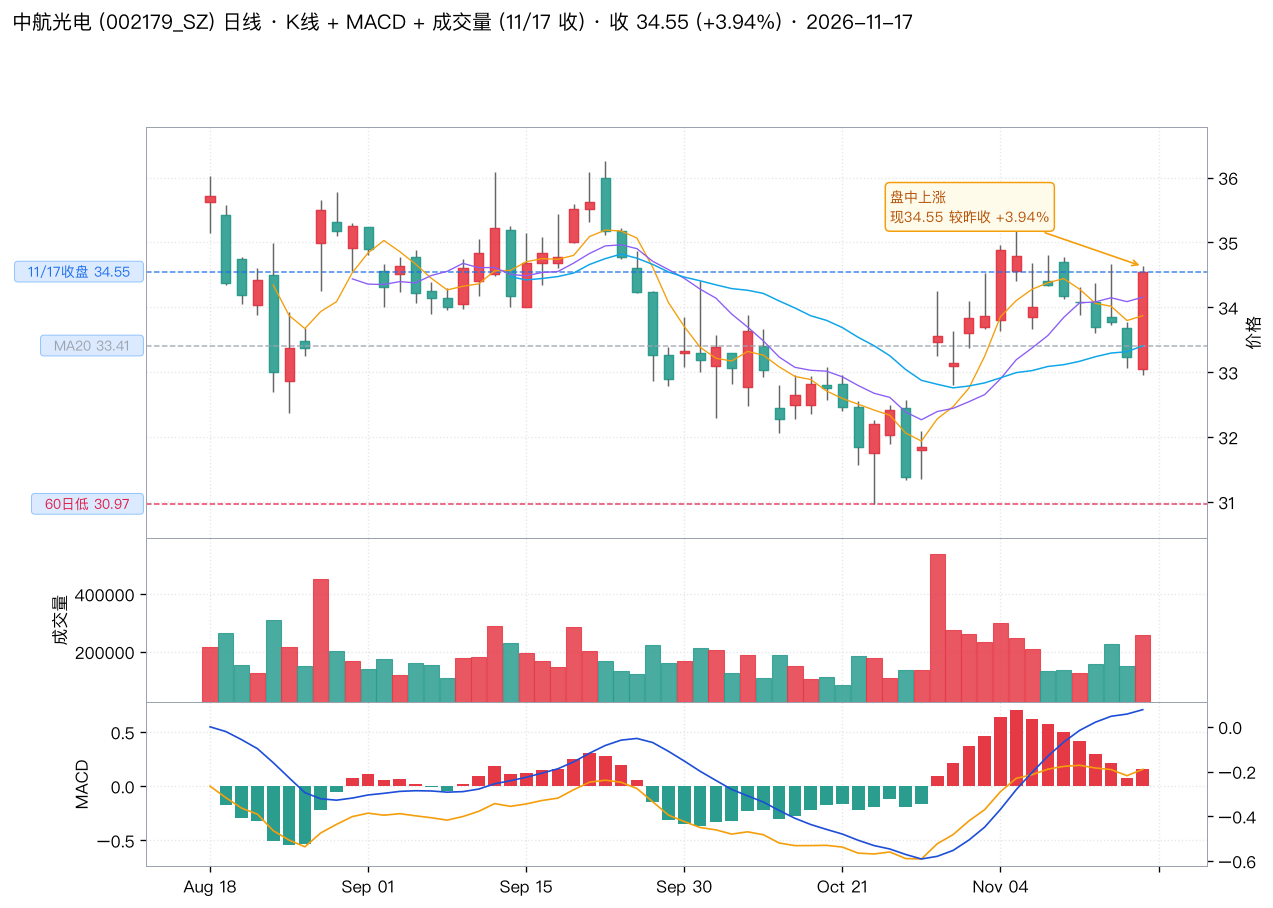 中航光电 (002179_SZ) 日线 · K线 + MACD + 成交量 (11/17 收) · 收 34.55 (+3.94%) · 2026−11−17
盘中上涨
现34.55 较昨收 +3.94%
11/17收盘 34.55
MA20 33.41
60日低 30.97
36
35
34
33
32
31
价格
成交量
400000
200000
MACD
0.5
0.0
−0.5
0.0
−0.2
−0.4
−0.6
Aug 18
Sep 01
Sep 15
Sep 30
Oct 21
Nov 04